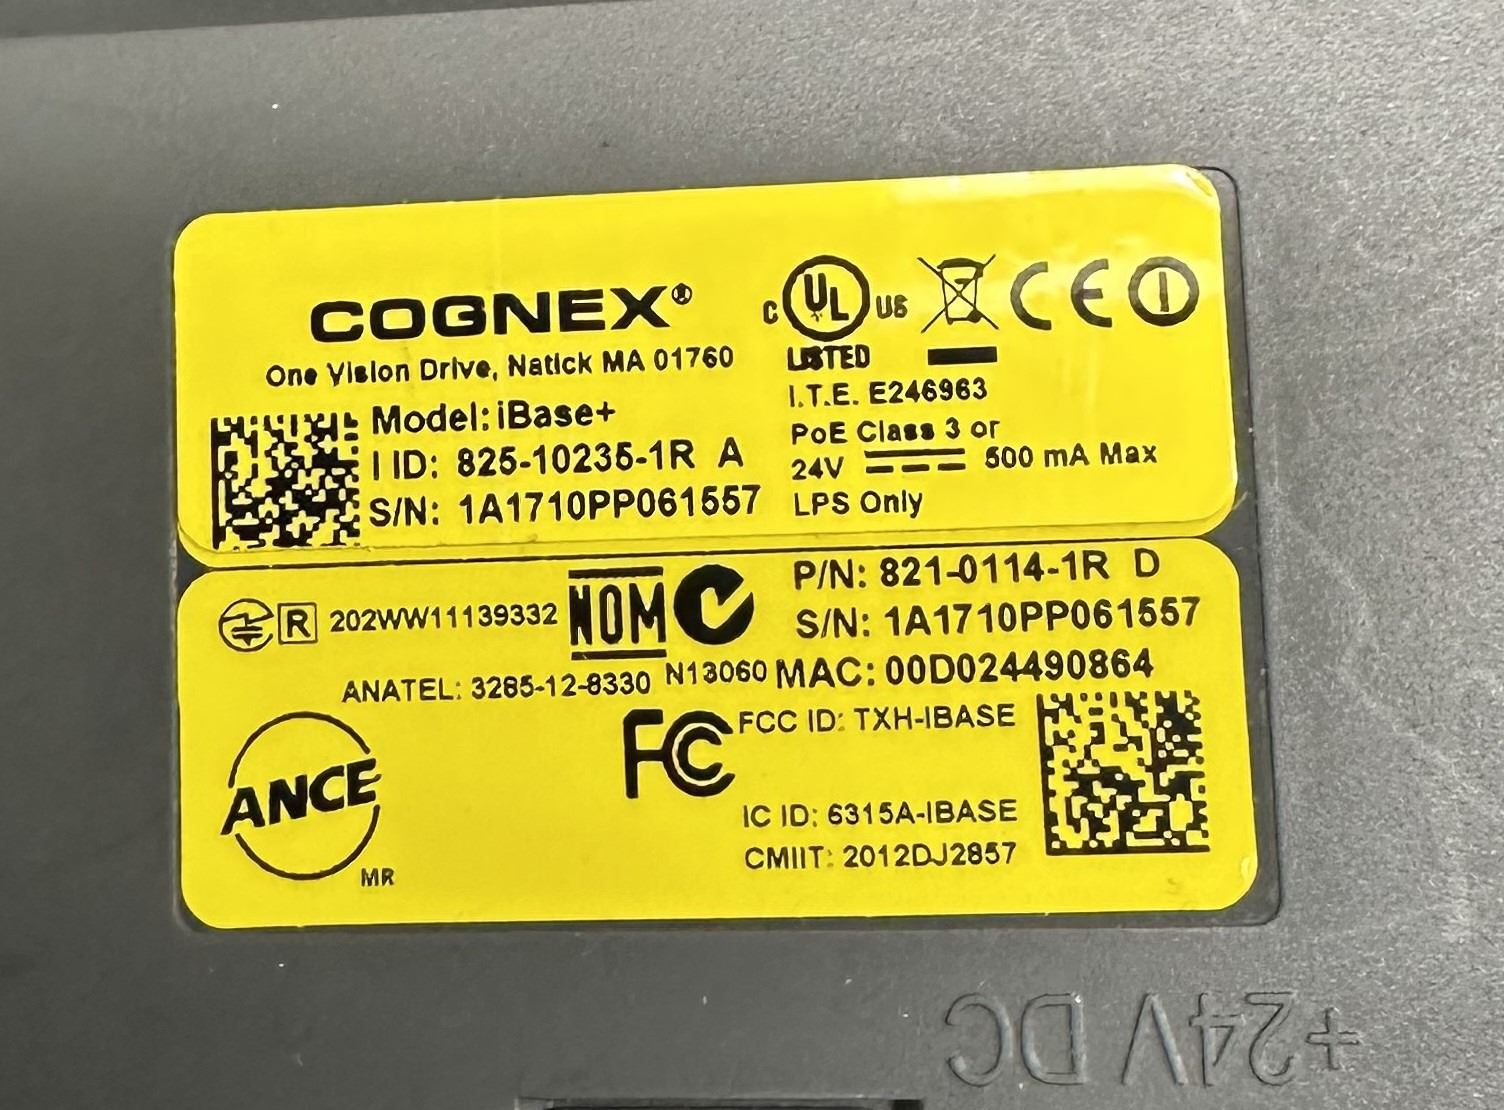 COGNEX®
One Vision Drive, Natick MA 01760
Model: iBase+
I ID: 825-10235-1R A
S/N: 1A1710PP061557
C UL US CE
LISTED
I.T.E. E246963
PoE Class 3 or
24V 500 mA Max
LPS Only
R 202WW11139332
NOM
N13060
ANATEL: 3285-12-8330
P/N: 821-0114-1R D
S/N: 1A1710PP061557
MAC: 00D024490864
FC
FCC ID: TXH-IBASE
IC ID: 6315A-IBASE
CMIIT: 2012DJ2857
ANCE
MR
+24V DC